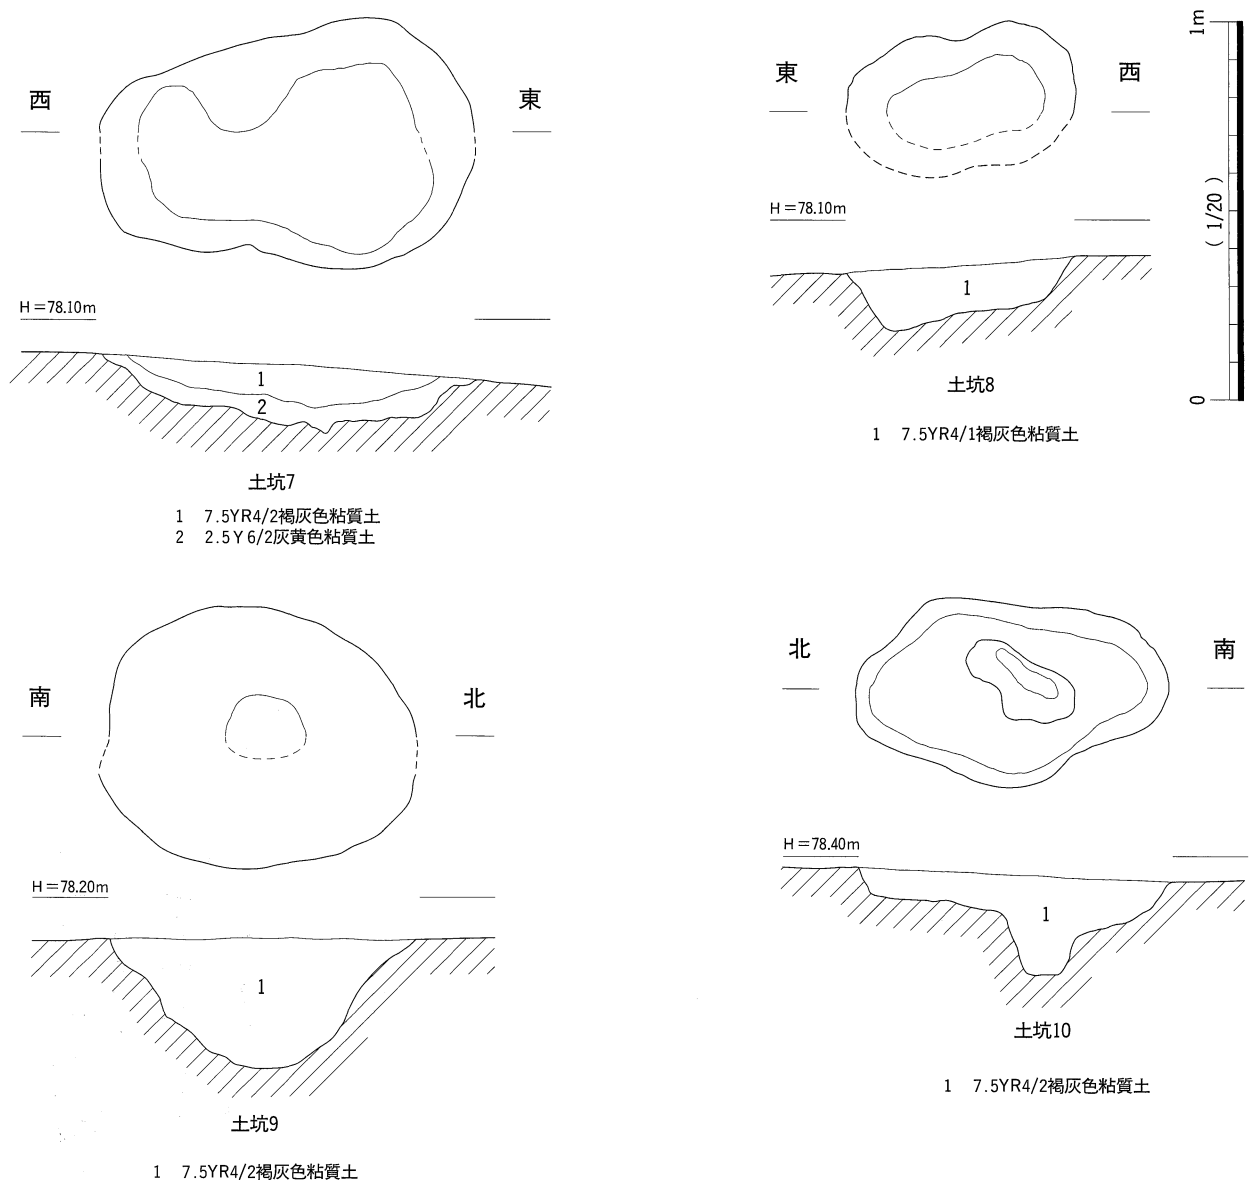 西
東
H=78.10m
1
2
土坑7
1 7.5YR4/2褐灰色粘質土
2 2.5Y6/2灰黄色粘質土
東
西
H=78.10m
1
土坑8
1 7.5YR4/1褐灰色粘質土
1m
(1/20)
0
南
北
H=78.20m
1
土坑9
1 7.5YR4/2褐灰色粘質土
北
南
H=78.40m
1
土坑10
1 7.5YR4/2褐灰色粘質土